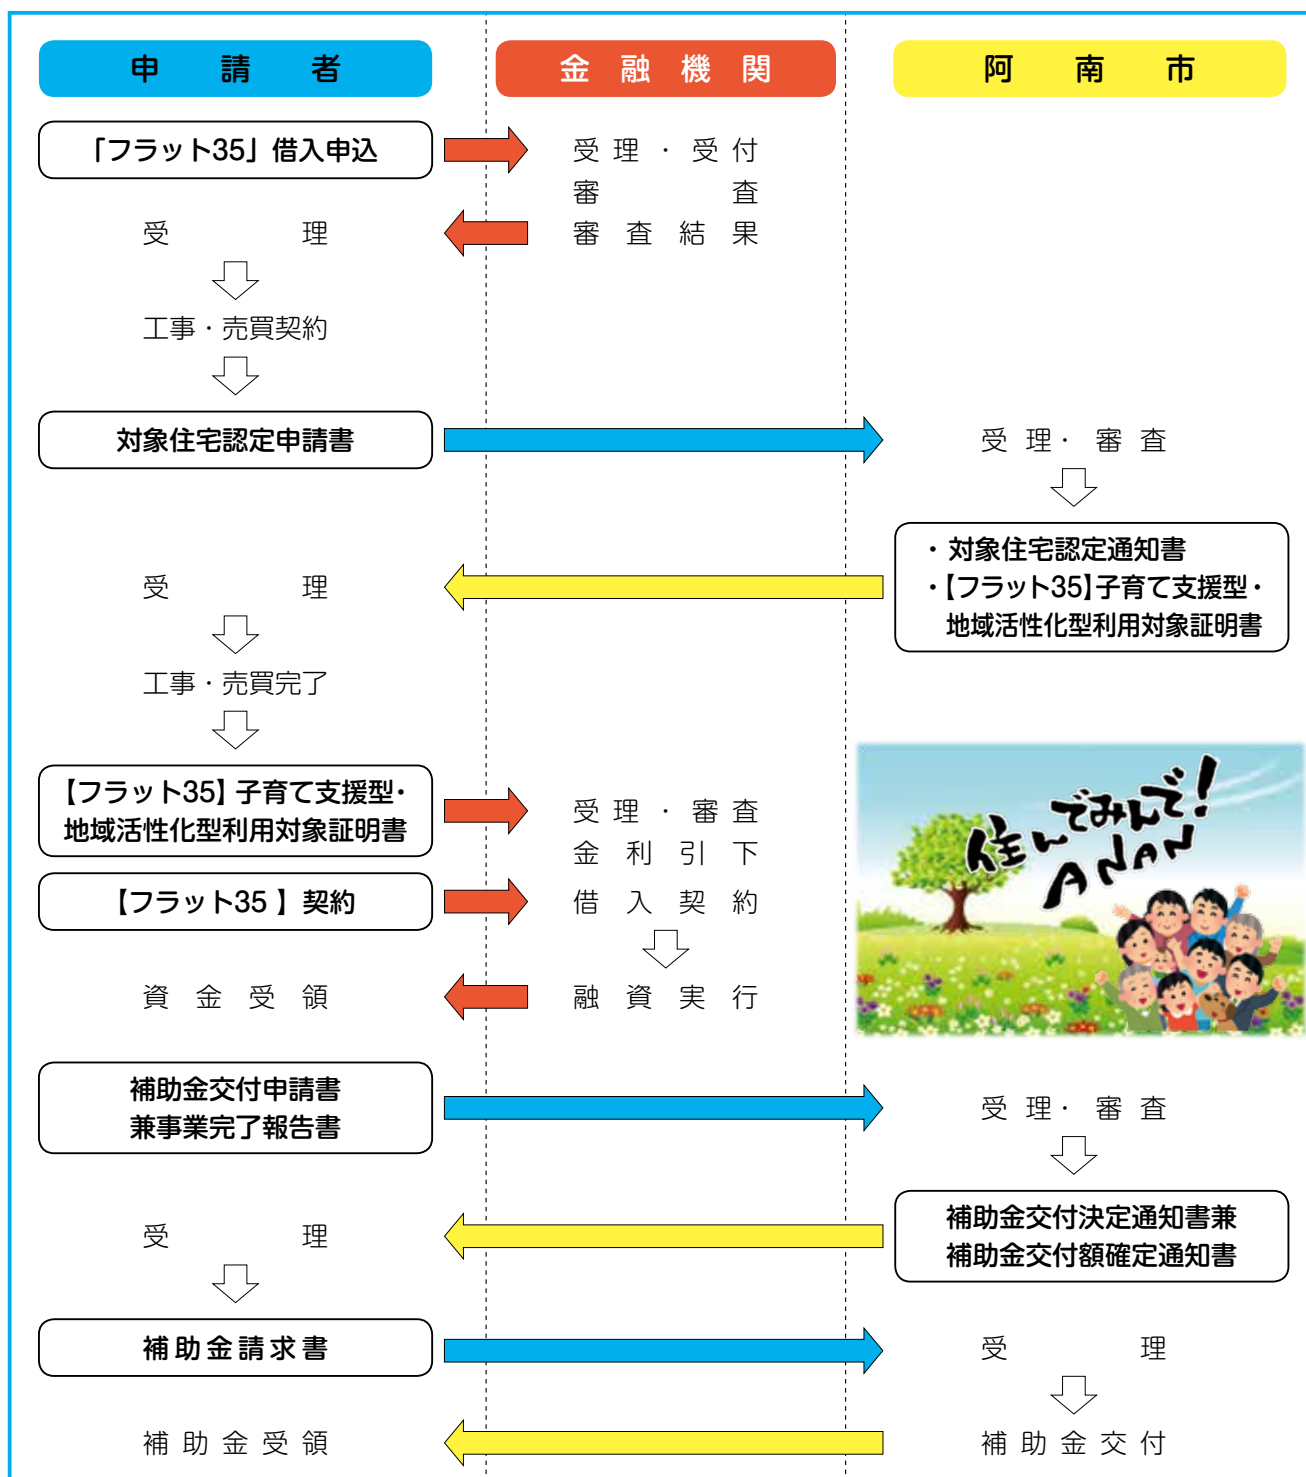 申請者
金融機関
阿南市
「フラット35」借入申込
受理・受付
審査
受理
審査結果
工事・売買契約
対象住宅認定申請書
受理・審査
・対象住宅認定通知書
・【フラット35】子育て支援型・
地域活性化型利用対象証明書
受理
工事・売買完了
【フラット35】子育て支援型・
地域活性化型利用対象証明書
受理・審査
金利引下
住んでみんで!
ANAN
【フラット35】契約
借入契約
資金受領
融資実行
補助金交付申請書
兼事業完了報告書
受理・審査
補助金交付決定通知書兼
補助金交付額確定通知書
受理
補助金請求書
受理
補助金受領
補助金交付